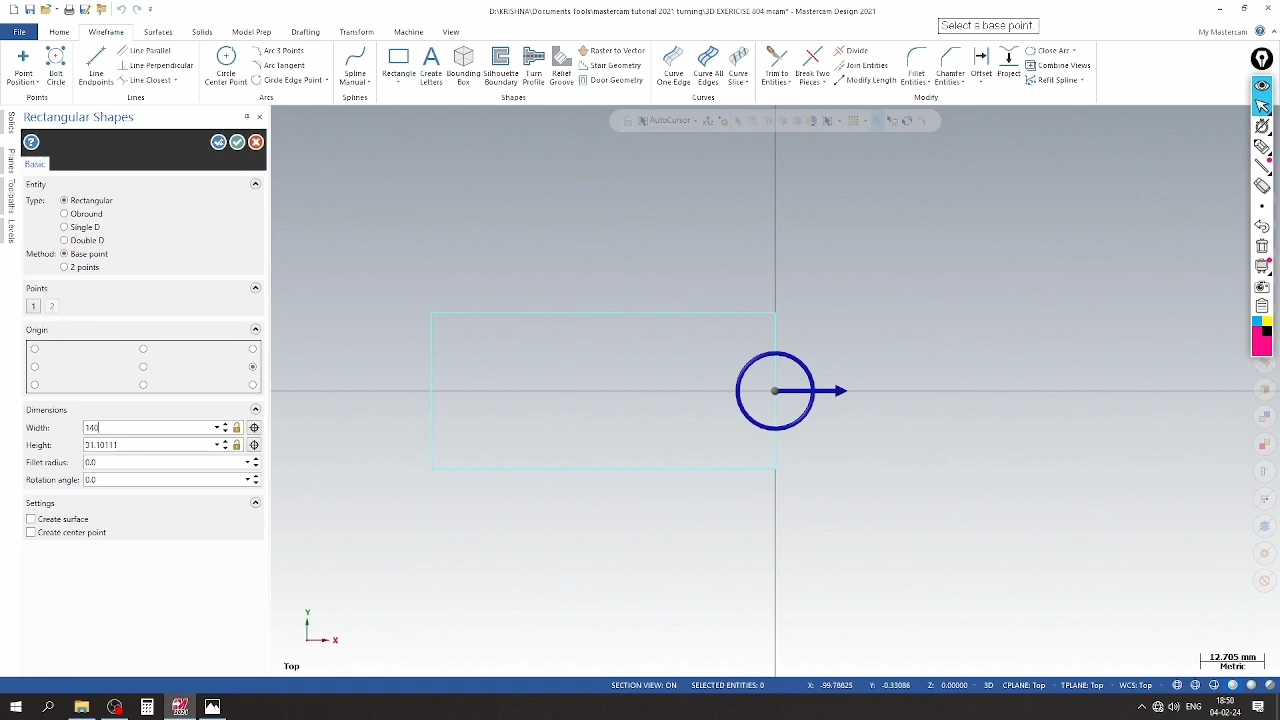 D:\KRISHNA\Documents Tools\mastercam tutorial 2021 turning\3D EXERICISE 804.mcam* - Mastercam Design 2021
Select a base point.
File
Home
Wireframe
Surfaces
Solids
Model Prep
Drafting
Transform
Machine
View
My Mastercam
Point Position
Bolt Circle
Points
Line Endpoints
Line Parallel
Line Perpendicular
Line Closest
Lines
Circle Center Point
Arc 3 Points
Arc Tangent
Circle Edge Point
Arcs
Spline Manual
Splines
Rectangle
Create Letters
Bounding Box
Silhouette Boundary
Turn Profile
Relief Groove
Raster to Vector
Stair Geometry
Door Geometry
Shapes
Curve One Edge
Curve All Edges
Curve Slice
Curves
Trim to Entities
Break Two Pieces
Divide
Join Entities
Modify Length
Fillet Entities
Chamfer Entities
Offset
Project
Close Arc
Combine Views
Refit Spline
Modify
Rectangular Shapes
Basic
Entity
Type:
Rectangular
Obround
Single D
Double D
Method:
Base point
2 points
Points
1
2
Origin
Dimensions
Width: 140
Height: 31.10111
Fillet radius: 0.0
Rotation angle: 0.0
Settings
Create surface
Create center point
Solids
Planes
Toolpaths
Levels
AutoCursor
Y
X
Top
12.705 mm
Metric
SECTION VIEW: ON
SELECTED ENTITIES: 0
X: -99.78825
Y: -0.33086
Z: 0.00000
3D
CPLANE: Top
TPLANE: Top
WCS: Top
ENG
18:50
04-02-24